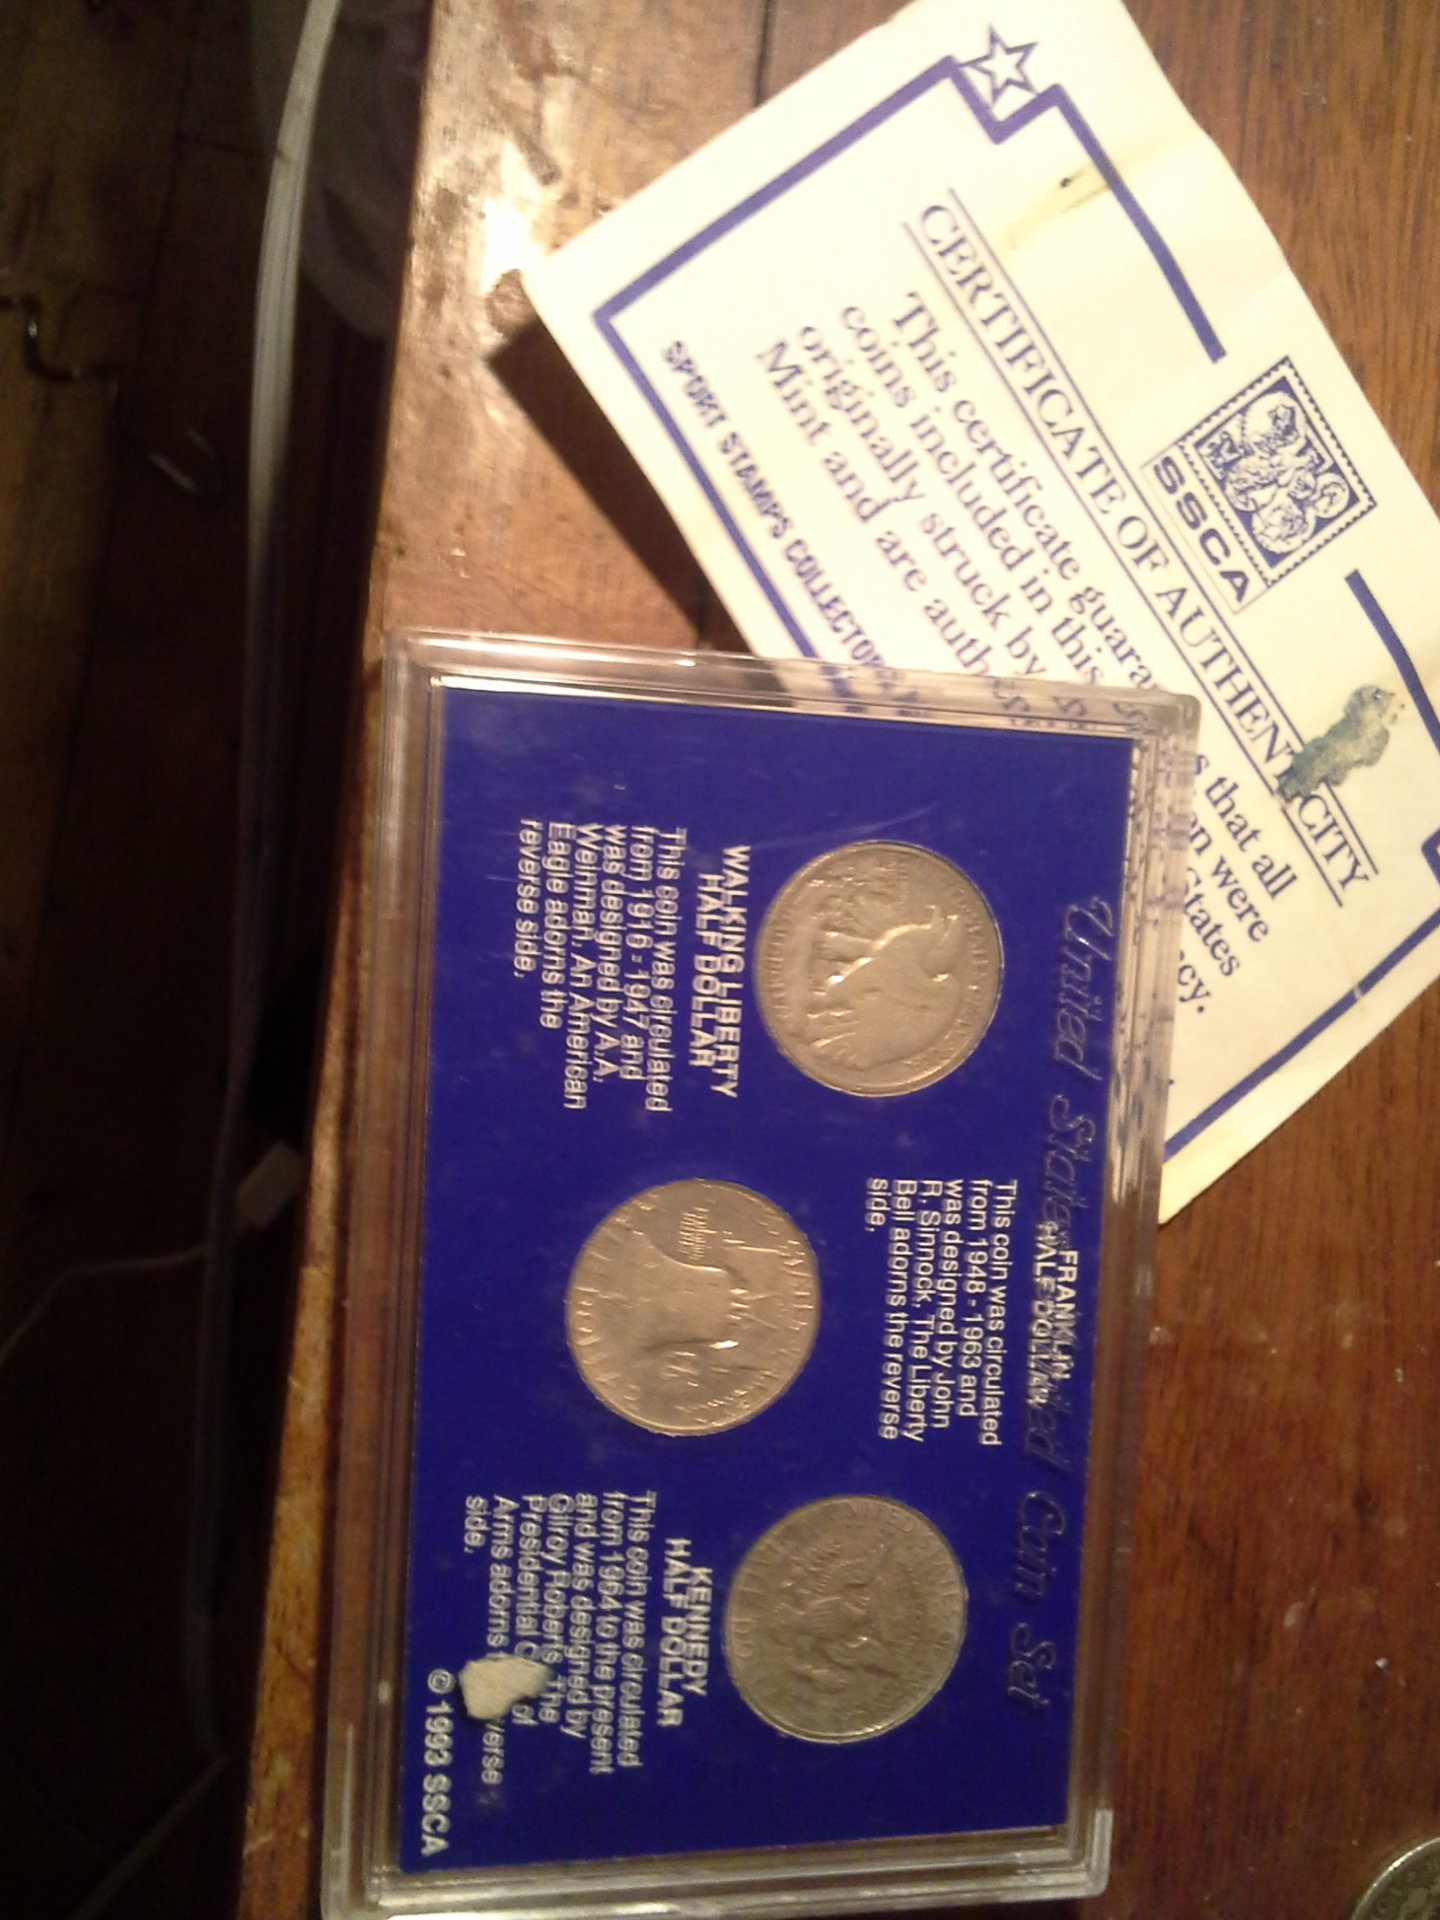 SSCA
CERTIFICATE OF AUTHENTICITY
This certificate guaran s that all
coins included in this en were
originally struck by States
Mint and are authen cy.
SPORT STAMPS COLLECTOR
United States Coin Set
WALKING LIBERTY
HALF DOLLAR
This coin was circulated
from 1916 - 1947 and
was designed by A.A.
Weinman. An American
Eagle adorns the
reverse side.
FRANKLIN
HALF DOLLAR
This coin was circulated
from 1948 - 1963 and
was designed by John
R. Sinnock. The Liberty
Bell adorns the reverse
side.
KENNEDY
HALF DOLLAR
This coin was circulated
from 1964 to the present
and was designed by
Gilroy Roberts. The
Presidential C of
Arms adorns verse
side.
© 1993 SSCA